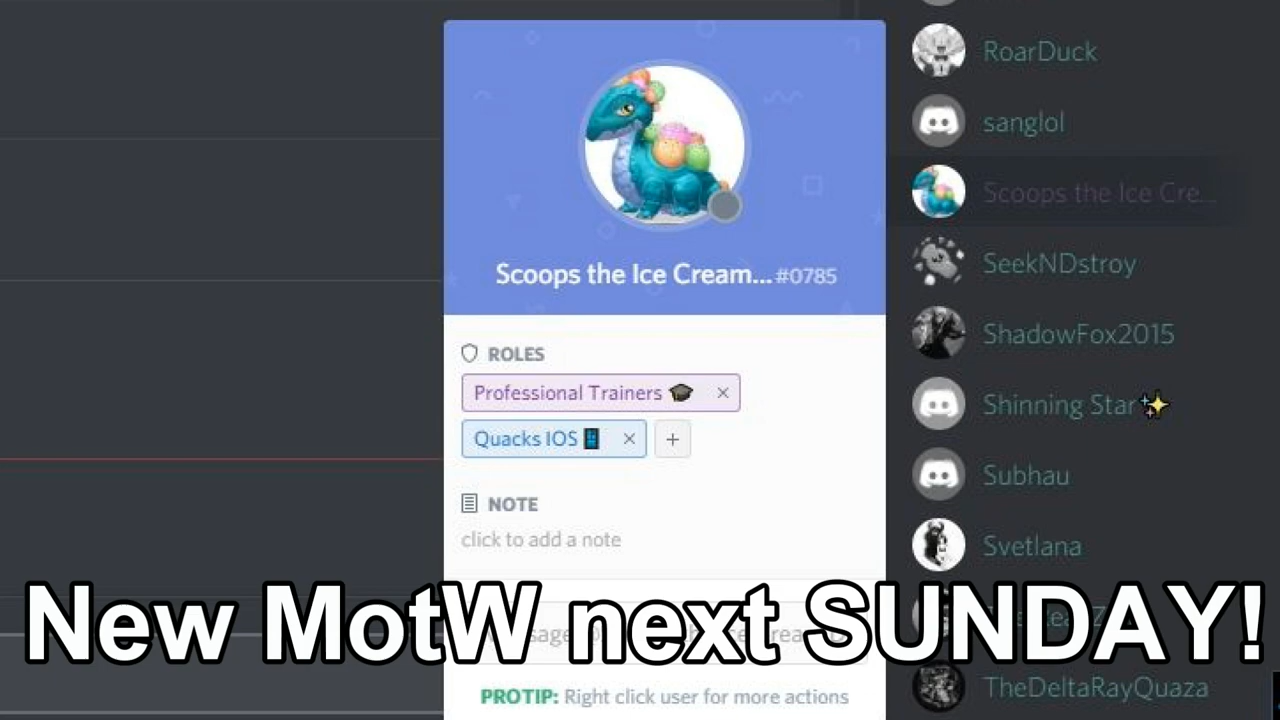 RoarDuck
sanglol
Scoops the Ice Cre...
SeekNDstroy
ShadowFox2015
Shinning Star✨
Subhau
Svetlana
TheDeltaRayQuaza
Scoops the Ice Cream...#0785
ROLES
Professional Trainers 🎓 ×
Quacks IOS 📱 × +
NOTE
click to add a note
New MotW next SUNDAY!
PROTIP: Right click user for more actions